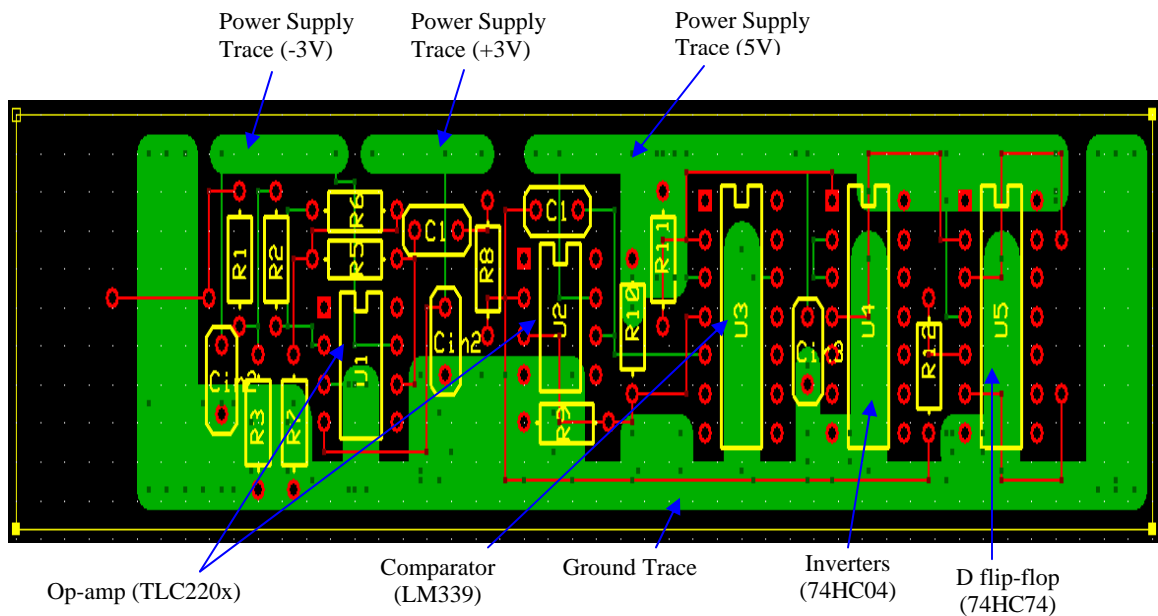 Power Supply
Trace (-3V)
Power Supply
Trace (+3V)
Power Supply
Trace (5V)
R1
R2
R6
R5
C1
R8
C1
R11
R10
U1
U2
U3
U4
U5
Cin2
R3
R7
R9
R12
Op-amp (TLC220x)
Comparator
(LM339)
Ground Trace
Inverters
(74HC04)
D flip-flop
(74HC74)